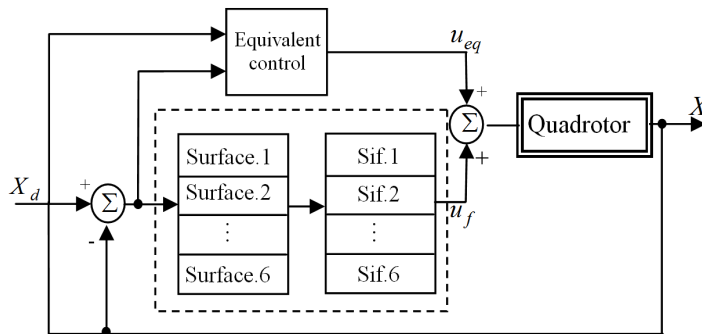 Equivalent
control
u_eq
+
+
Σ
Quadrotor
X
X_d
+
Σ
-
Surface.1
Surface.2
⋮
Surface.6
Sif.1
Sif.2
⋮
Sif.6
u_f